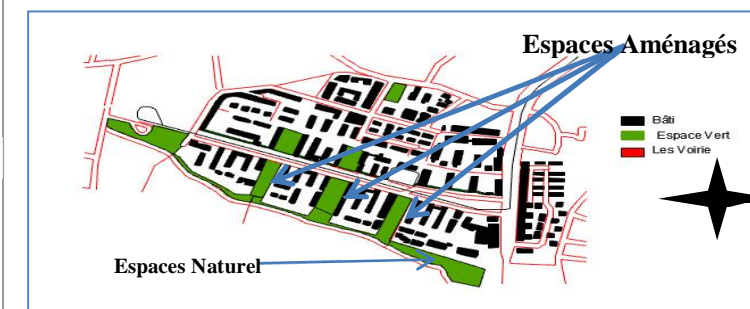 Espaces Aménagés
Bâti
Espace Vert
Les Voirie
Espaces Naturel